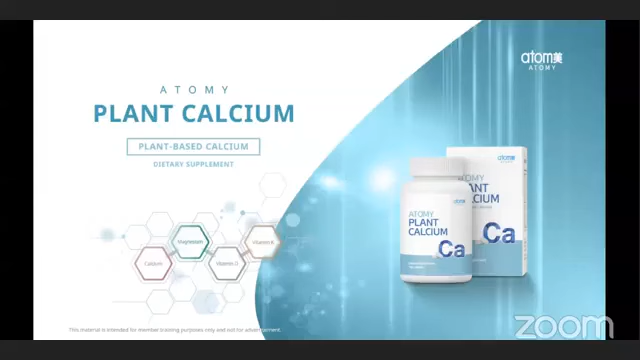 ATOMY
PLANT CALCIUM
PLANT-BASED CALCIUM
DIETARY SUPPLEMENT
Calcium
Magnesium
Vitamin D
Vitamin K
This material is intended for member training purposes only and not for advertisement.
atom美
ATOMY
atom美
ATOMY
PLANT
CALCIUM
Ca
ANT
CIUM
Ca
zoom